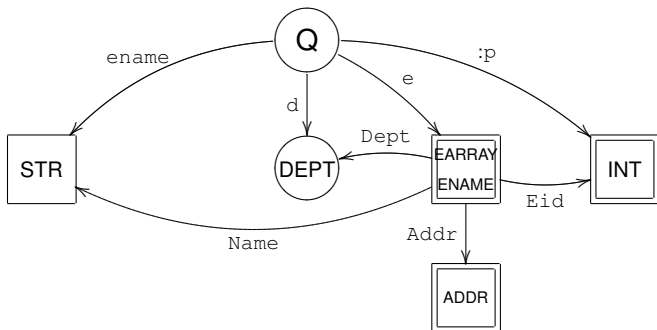 Q
ename
:p
e
d
Dept
STR
DEPT
EARRAY
ENAME
INT
Eid
Name
Addr
ADDR